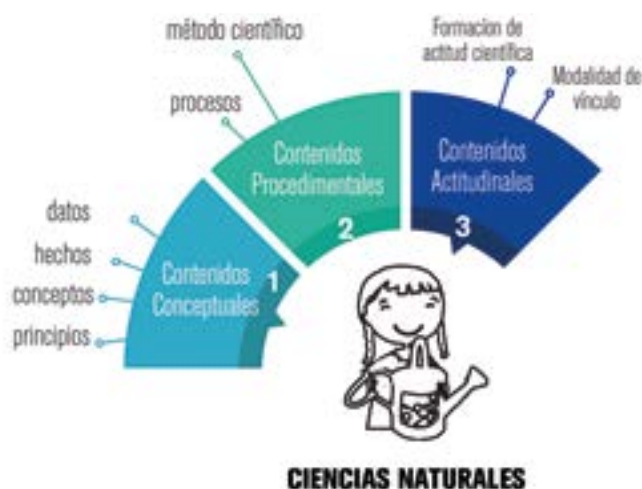 datos
hechos
conceptos
principios
Contenidos
Conceptuales
1
método científico
procesos
Contenidos
Procedimentales
2
Formacion de
actitud científica
Modalidad de
vínculo
Contenidos
Actitudinales
3
CIENCIAS NATURALES